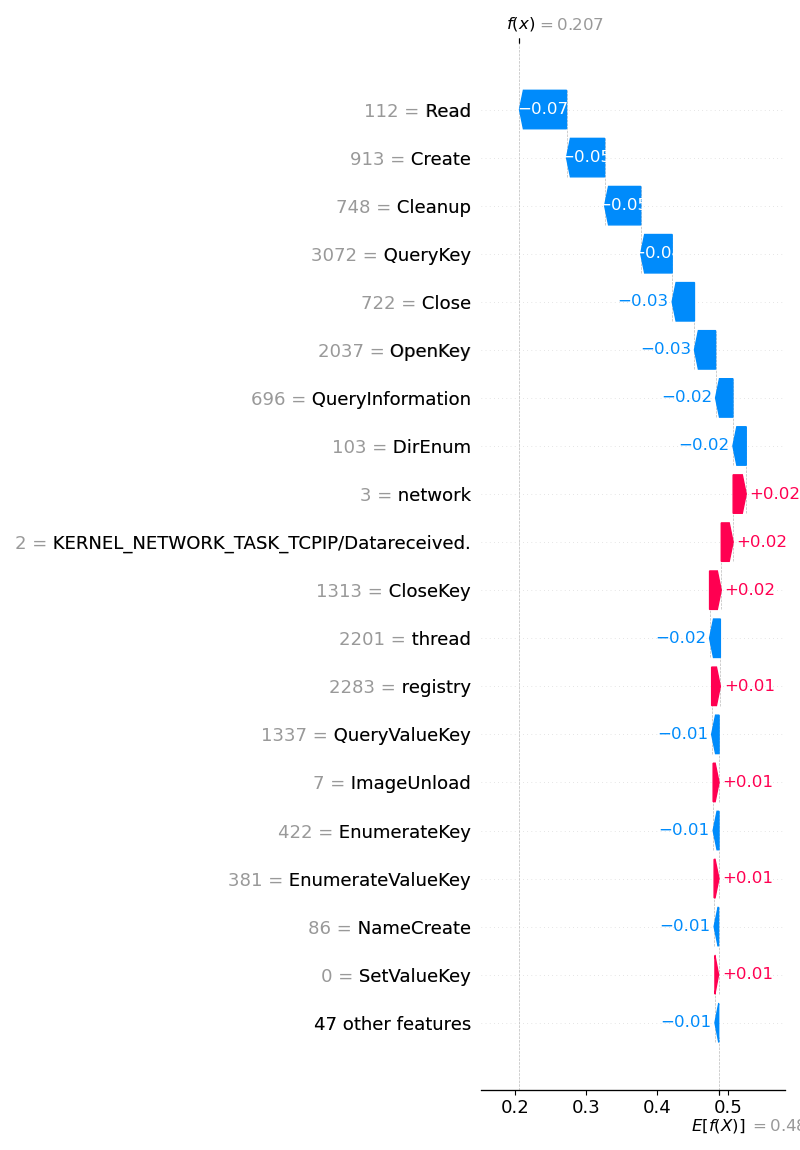 f(x) = 0.207
112 = Read
−0.07
913 = Create
−0.05
748 = Cleanup
−0.05
3072 = QueryKey
722 = Close
−0.03
2037 = OpenKey
−0.03
696 = QueryInformation
−0.02
103 = DirEnum
−0.02
3 = network
+0.02
2 = KERNEL_NETWORK_TASK_TCPIP/Datareceived.
+0.02
1313 = CloseKey
+0.02
2201 = thread
−0.02
2283 = registry
+0.01
1337 = QueryValueKey
−0.01
7 = ImageUnload
+0.01
422 = EnumerateKey
−0.01
381 = EnumerateValueKey
+0.01
86 = NameCreate
−0.01
0 = SetValueKey
+0.01
47 other features
−0.01
0.2 0.3 0.4 0.5
E[f(X)] = 0.48